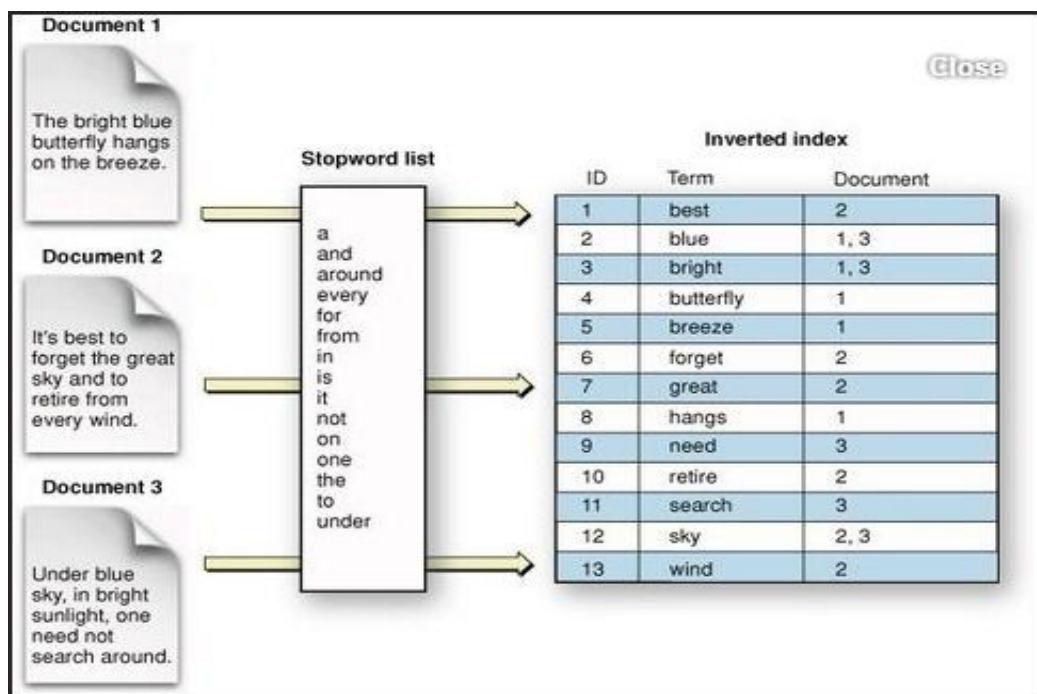 Document 1
The bright blue
butterfly hangs
on the breeze.
Document 2
It's best to
forget the great
sky and to
retire from
every wind.
Document 3
Under blue
sky, in bright
sunlight, one
need not
search around.
Stopword list
a
and
around
every
for
from
in
is
it
not
on
one
the
to
under
Close
Inverted index
ID Term Document
1 best 2
2 blue 1, 3
3 bright 1, 3
4 butterfly 1
5 breeze 1
6 forget 2
7 great 2
8 hangs 1
9 need 3
10 retire 2
11 search 3
12 sky 2, 3
13 wind 2